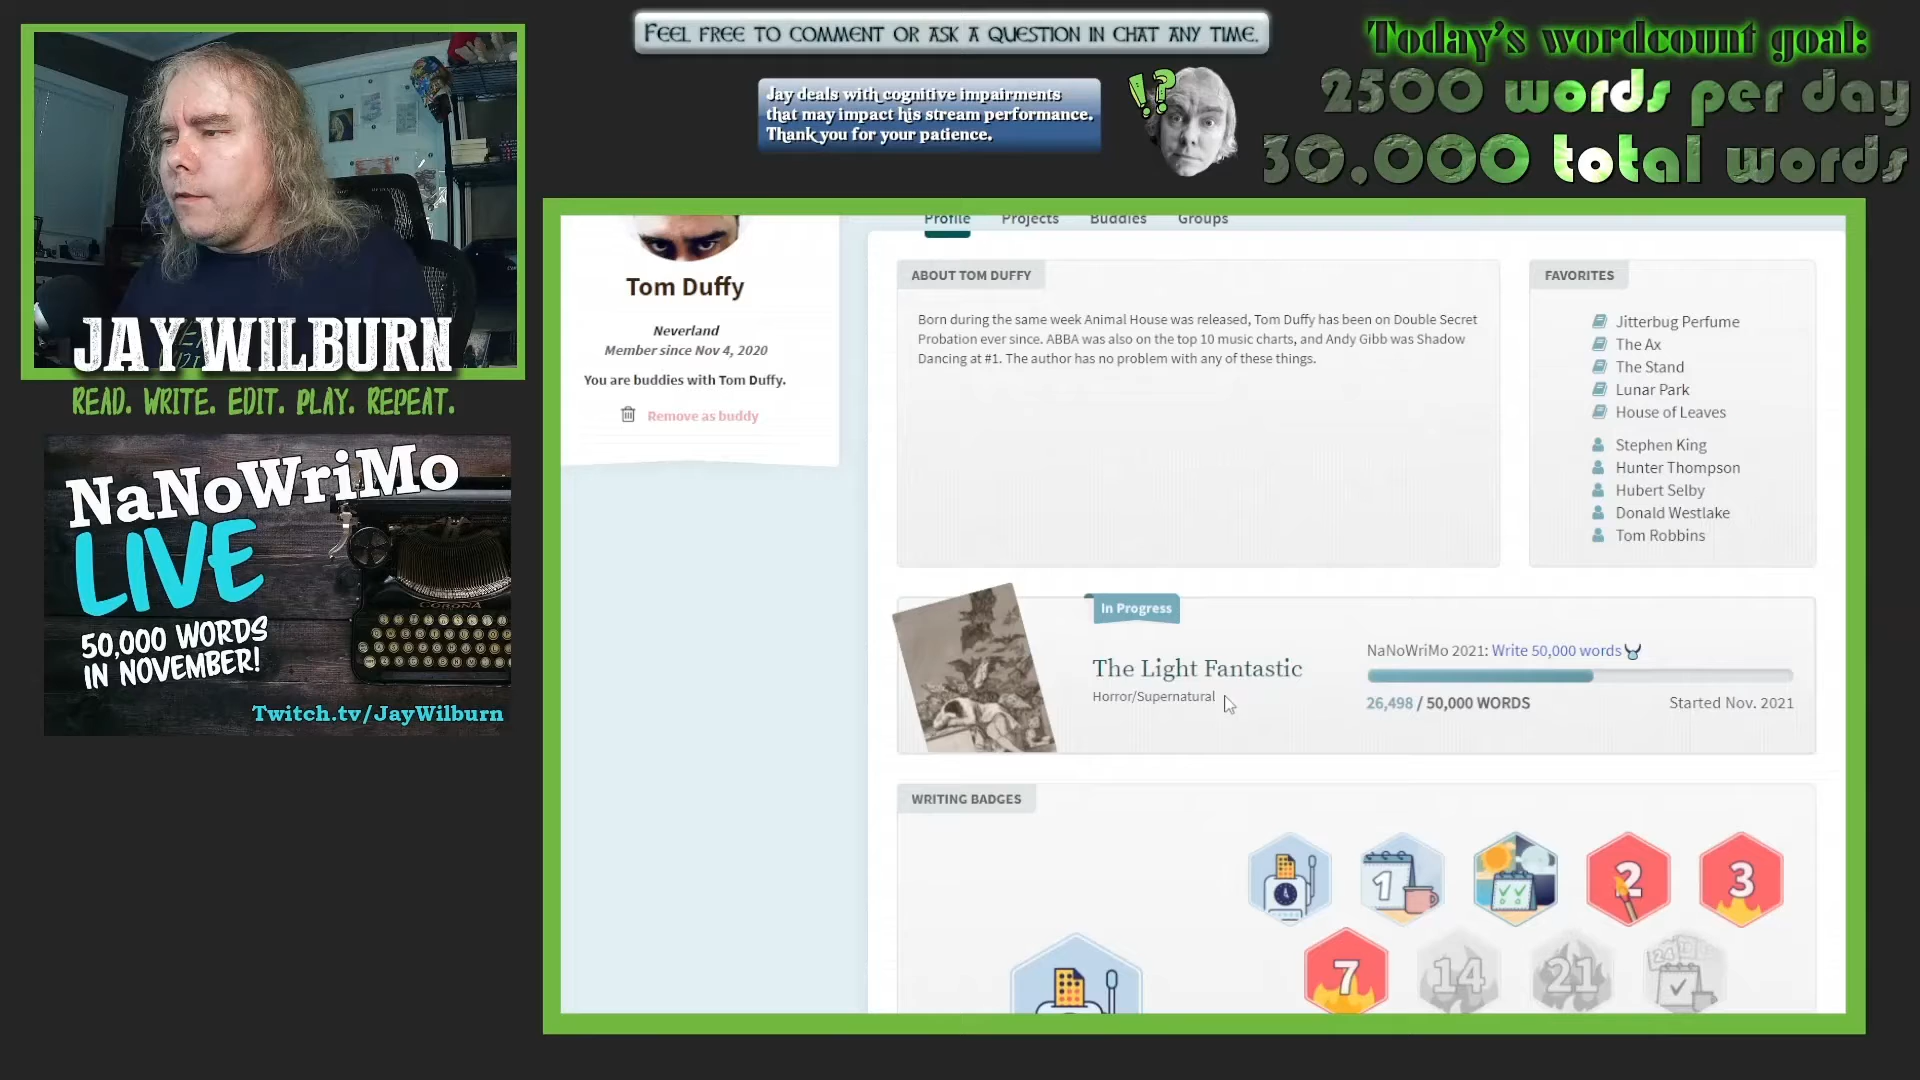 FEEL FREE TO COMMENT OR ASK A QUESTION IN CHAT ANY TIME.
Jay deals with cognitive impairments
that may impact his stream performance.
Thank you for your patience.
!?
Today's wordcount goal:
2500 words per day
30,000 total words
JAY WILBURN
READ. WRITE. EDIT. PLAY. REPEAT.
NaNoWriMo
LIVE
50,000 WORDS
IN NOVEMBER!
CORONA
Twitch.tv/JayWilburn
Profile Projects Buddies Groups
Tom Duffy
Neverland
Member since Nov 4, 2020
You are buddies with Tom Duffy.
Remove as buddy
ABOUT TOM DUFFY
Born during the same week Animal House was released, Tom Duffy has been on Double Secret
Probation ever since. ABBA was also on the top 10 music charts, and Andy Gibb was Shadow
Dancing at #1. The author has no problem with any of these things.
FAVORITES
Jitterbug Perfume
The Ax
The Stand
Lunar Park
House of Leaves
Stephen King
Hunter Thompson
Hubert Selby
Donald Westlake
Tom Robbins
In Progress
The Light Fantastic
Horror/Supernatural
NaNoWriMo 2021: Write 50,000 words
26,498 / 50,000 WORDS
Started Nov. 2021
WRITING BADGES
1
2
3
7
14
21
24